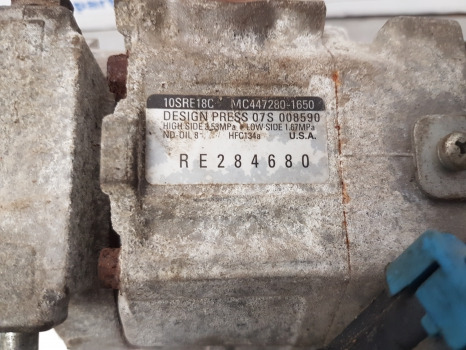 10SRE18C MC447280-1650
DESIGN PRESS 07S 008590
HIGH SIDE 3.53MPa • LOW SIDE 1.67MPa
ND-OIL 8 HFC134a U.S.A.
RE284680